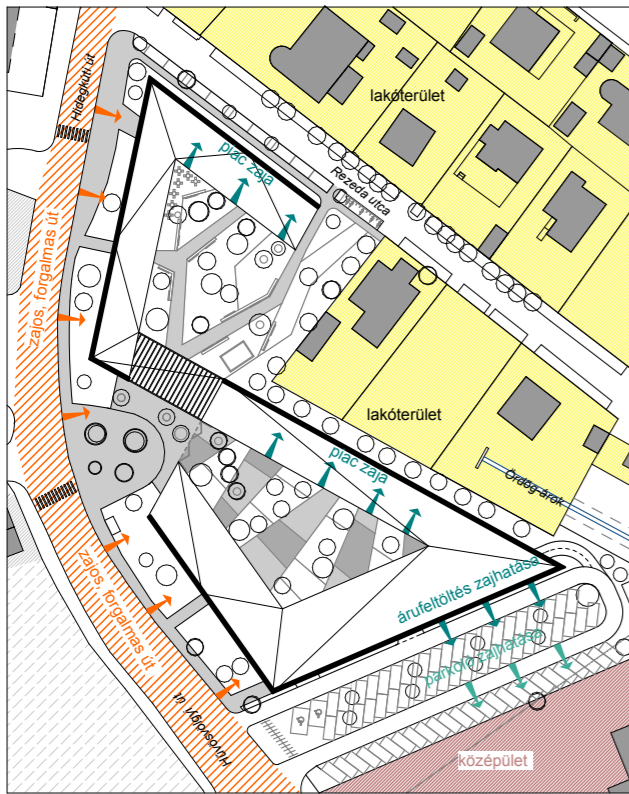 lakóterület
Hidegkúti út
piac zaja
Rezeda utca
zajos, forgalmas út
lakóterület
piac zaja
Ördög árok
zajos, forgalmas út
árufeltöltés zajhatása
parkoló zajhatása
Hűvösvölgyi
út
középület